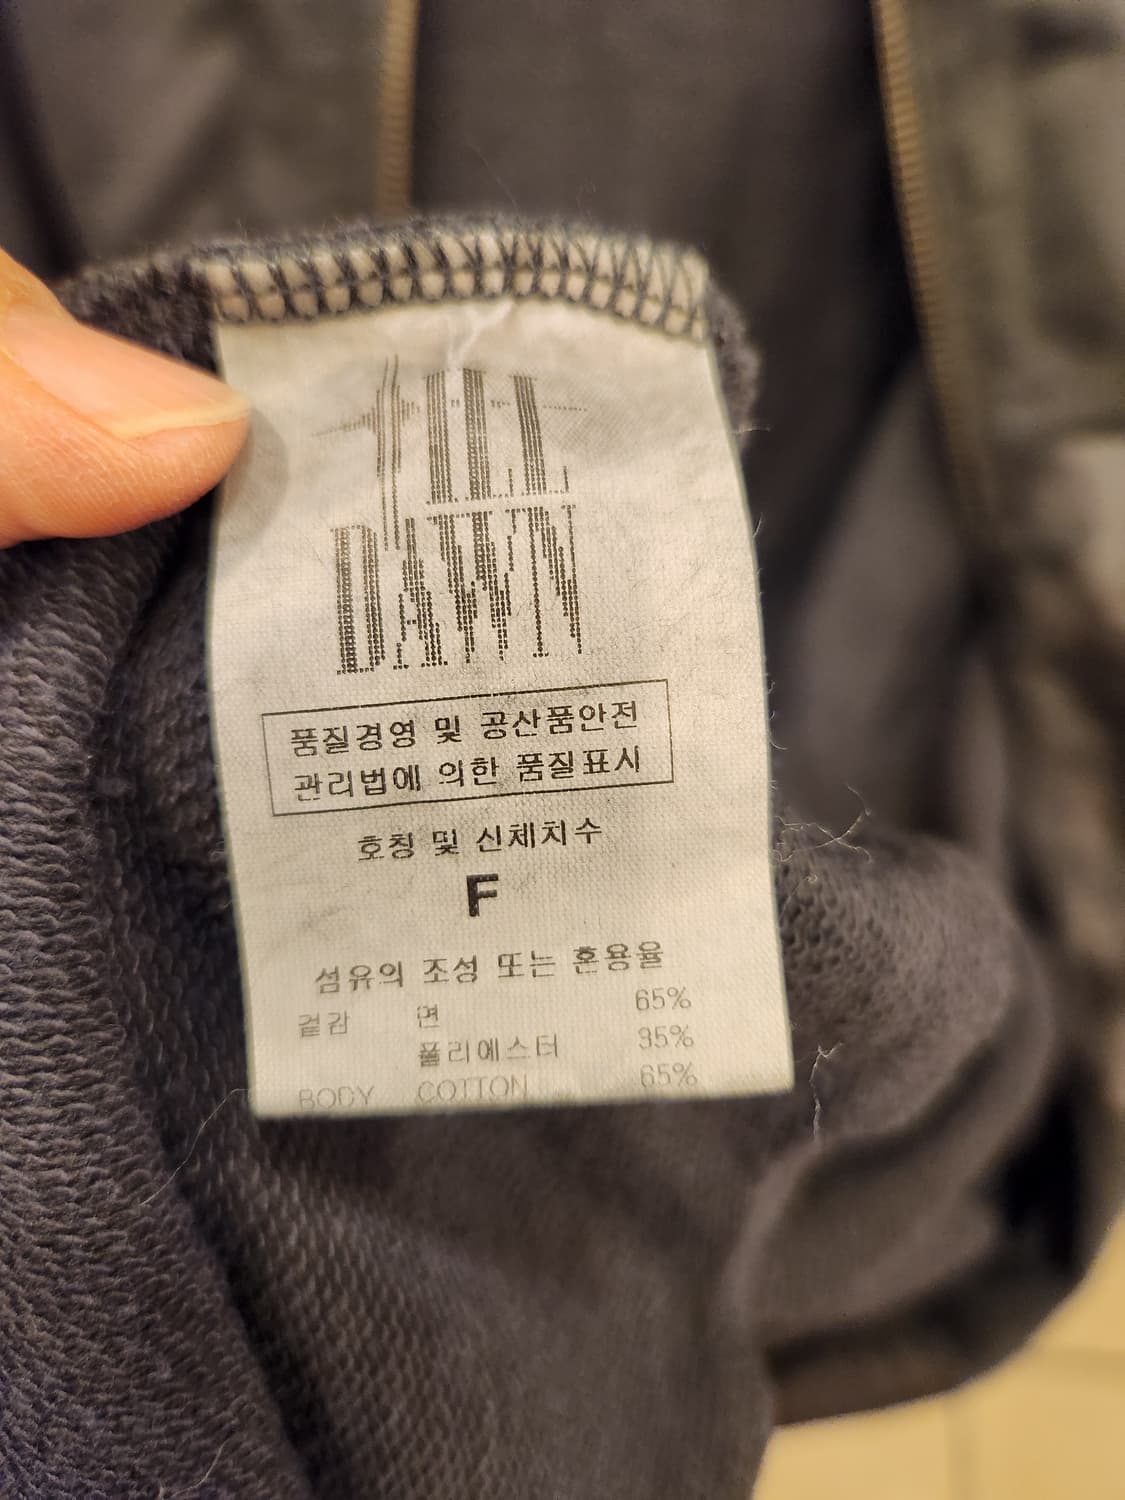 TILL
DAWN
품질경영 및 공산품안전
관리법에 의한 품질표시
호칭 및 신체치수
F
섬유의 조성 또는 혼용율
겉감 면 65%
폴리에스터 35%
BODY COTTON 65%